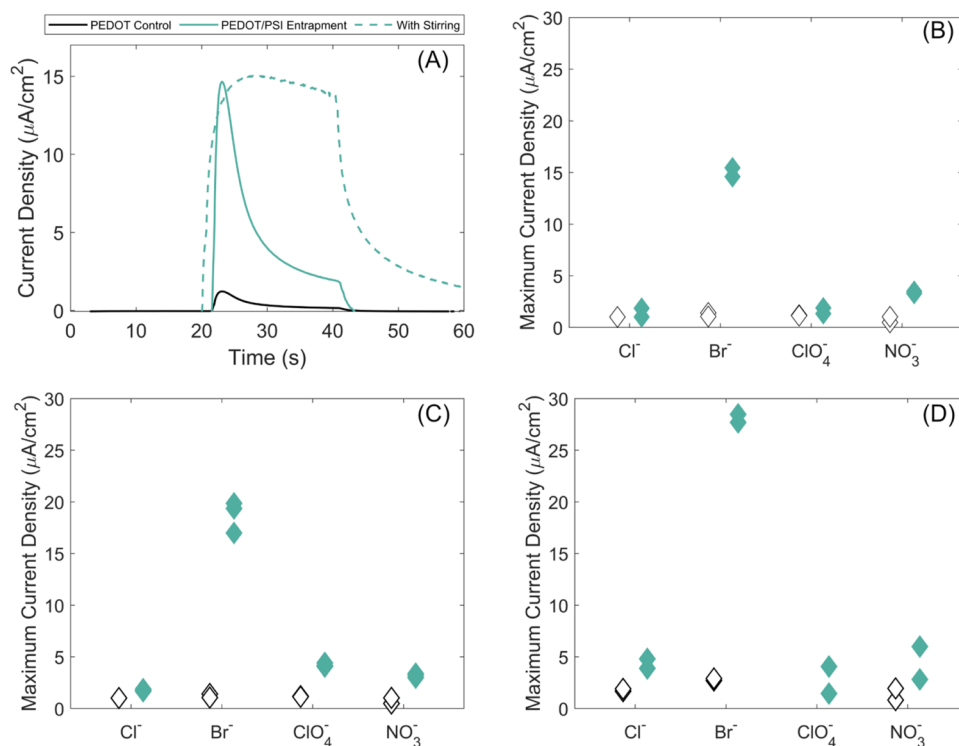 PEDOT Control PEDOT/PSI Entrapment With Stirring
(A)
Current Density (μA/cm²)
15
10
5
0
0 10 20 30 40 50 60
Time (s)
(B)
Maximum Current Density (μA/cm²)
30
25
20
15
10
5
0
Cl⁻ Br⁻ ClO₄⁻ NO₃⁻
(C)
Maximum Current Density (μA/cm²)
30
25
20
15
10
5
0
Cl⁻ Br⁻ ClO₄⁻ NO₃⁻
(D)
Maximum Current Density (μA/cm²)
30
25
20
15
10
5
0
Cl⁻ Br⁻ ClO₄⁻ NO₃⁻